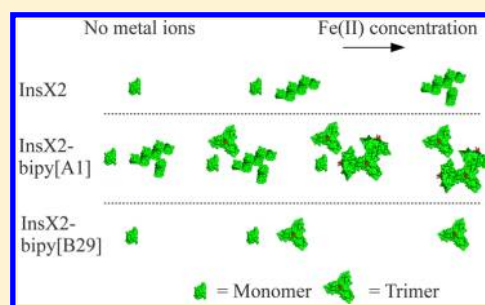 No metal ions Fe(II) concentration
InsX2
InsX2-
bipy[A1]
InsX2-
bipy[B29]
= Monomer = Trimer